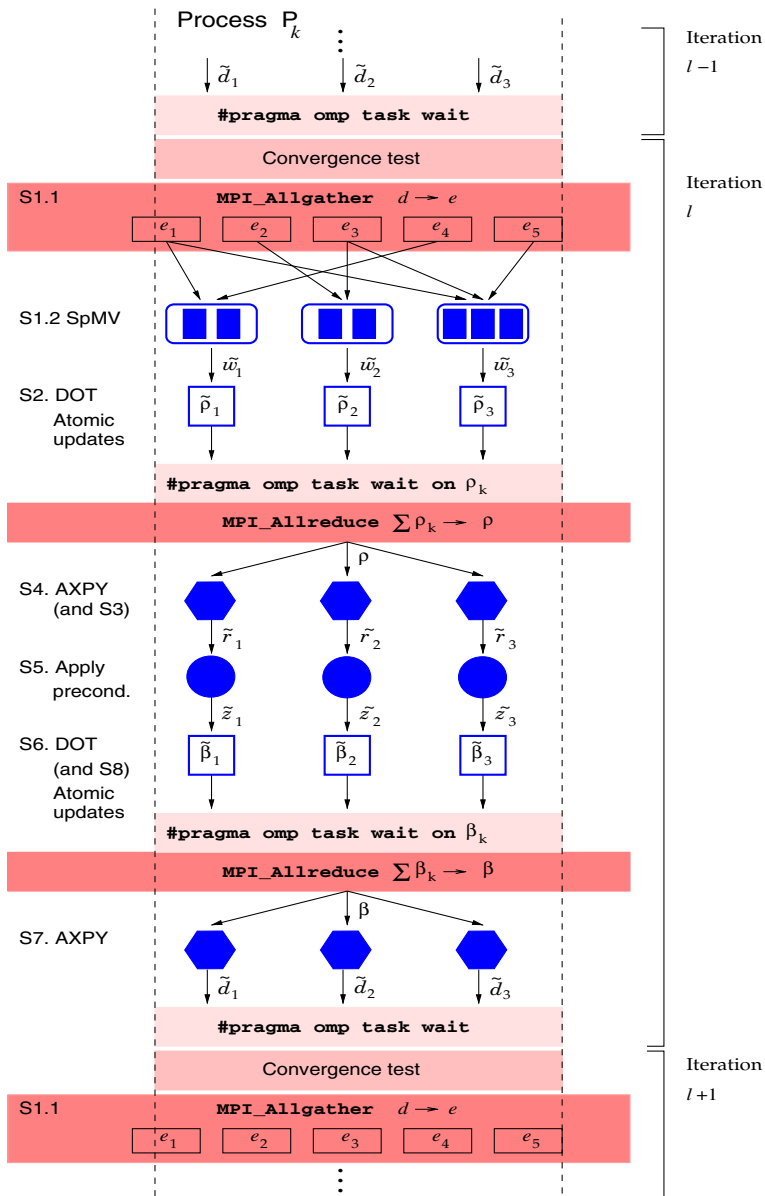 Process P_k
⋮
Iteration
l − 1
d̃_1 d̃_2 d̃_3
#pragma omp task wait
Convergence test
Iteration
l
S1.1 MPI_Allgather d → e
e_1 e_2 e_3 e_4 e_5
S1.2 SpMV
w̃_1 w̃_2 w̃_3
S2. DOT
Atomic
updates
ρ̃_1 ρ̃_2 ρ̃_3
#pragma omp task wait on ρ_k
MPI_Allreduce ∑ ρ_k → ρ
ρ
S4. AXPY
(and S3)
r̃_1 r̃_2 r̃_3
S5. Apply
precond.
z̃_1 z̃_2 z̃_3
S6. DOT
(and S8)
Atomic
updates
β̃_1 β̃_2 β̃_3
#pragma omp task wait on β_k
MPI_Allreduce ∑ β_k → β
β
S7. AXPY
d̃_1 d̃_2 d̃_3
#pragma omp task wait
Convergence test
Iteration
l +1
S1.1 MPI_Allgather d → e
e_1 e_2 e_3 e_4 e_5
⋮